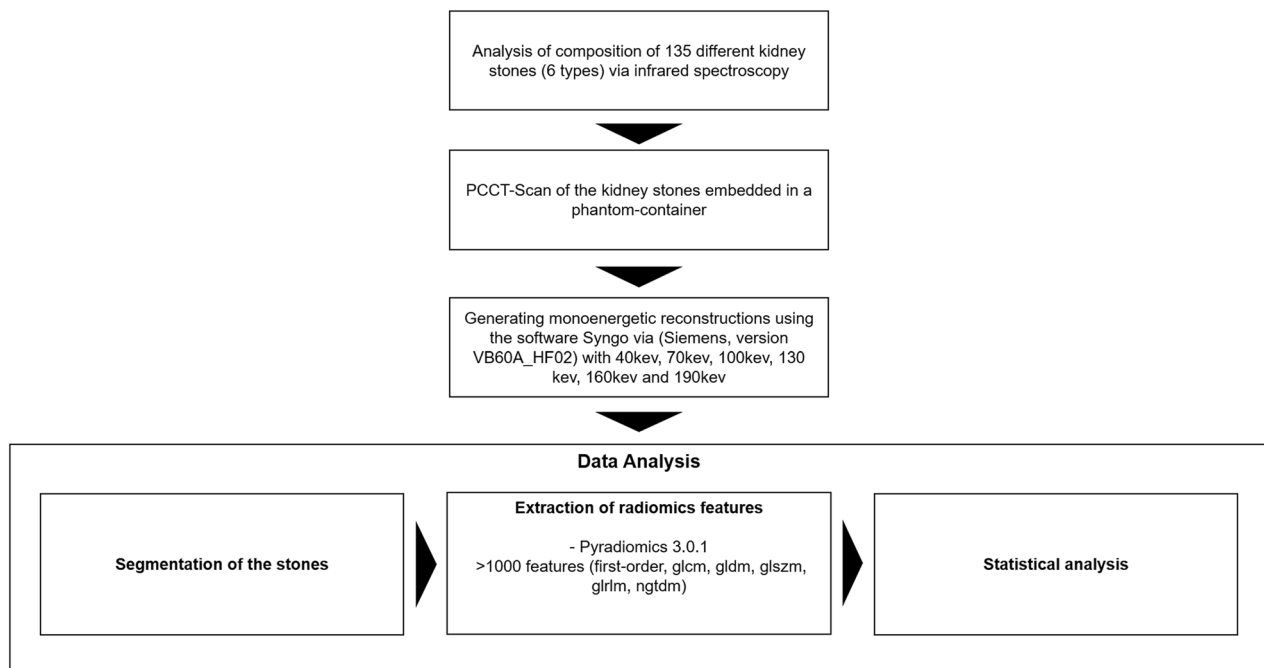 Analysis of composition of 135 different kidney
stones (6 types) via infrared spectroscopy
PCCT-Scan of the kidney stones embedded in a
phantom-container
Generating monoenergetic reconstructions using
the software Syngo via (Siemens, version
VB60A_HF02) with 40kev, 70kev, 100kev, 130
kev, 160kev and 190kev
Data Analysis
Segmentation of the stones
Extraction of radiomics features
- Pyradiomics 3.0.1
>1000 features (first-order, glcm, gldm, glszm,
glrlm, ngtdm)
Statistical analysis